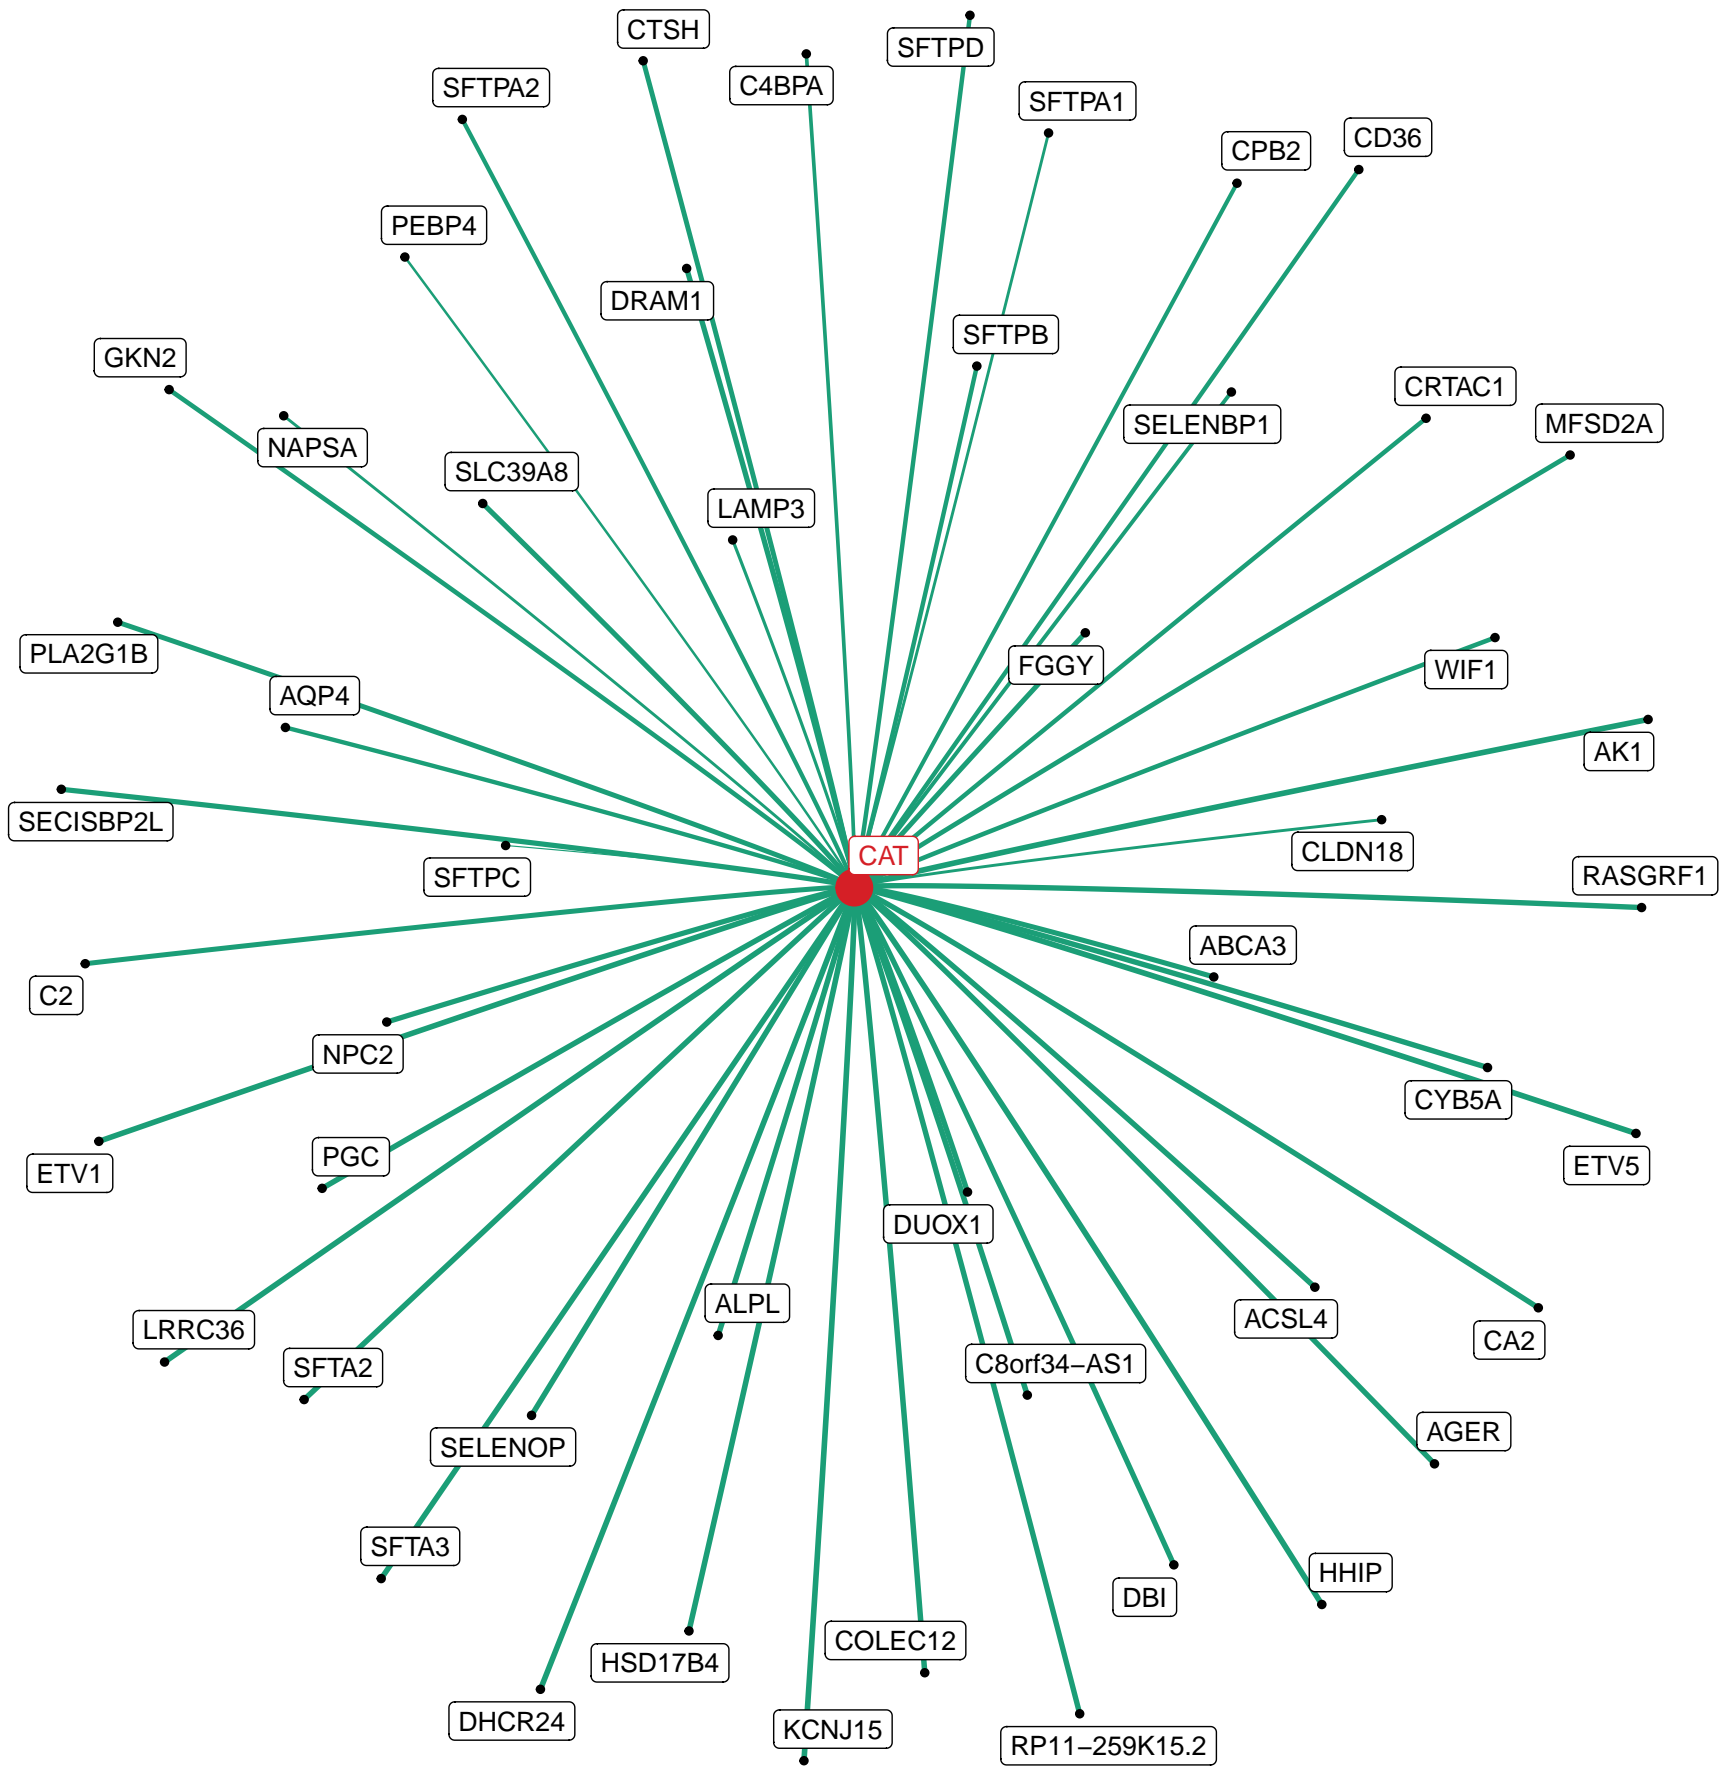 SFTPD
CTSH
C4BPA
SFTPA2
SFTPA1
CD36
CPB2
PEBP4
DRAM1
SFTPB
GKN2
CRTAC1
MFSD2A
SELENBP1
NAPSA
SLC39A8
LAMP3
PLA2G1B
FGGY
WIF1
AQP4
AK1
SECISBP2L
CLDN18
CAT
SFTPC
RASGRF1
ABCA3
C2
NPC2
CYB5A
PGC
ETV5
ETV1
DUOX1
ALPL
ACSL4
LRRC36
CA2
C8orf34−AS1
SFTA2
AGER
SELENOP
SFTA3
HHIP
DBI
COLEC12
HSD17B4
DHCR24
KCNJ15
RP11−259K15.2